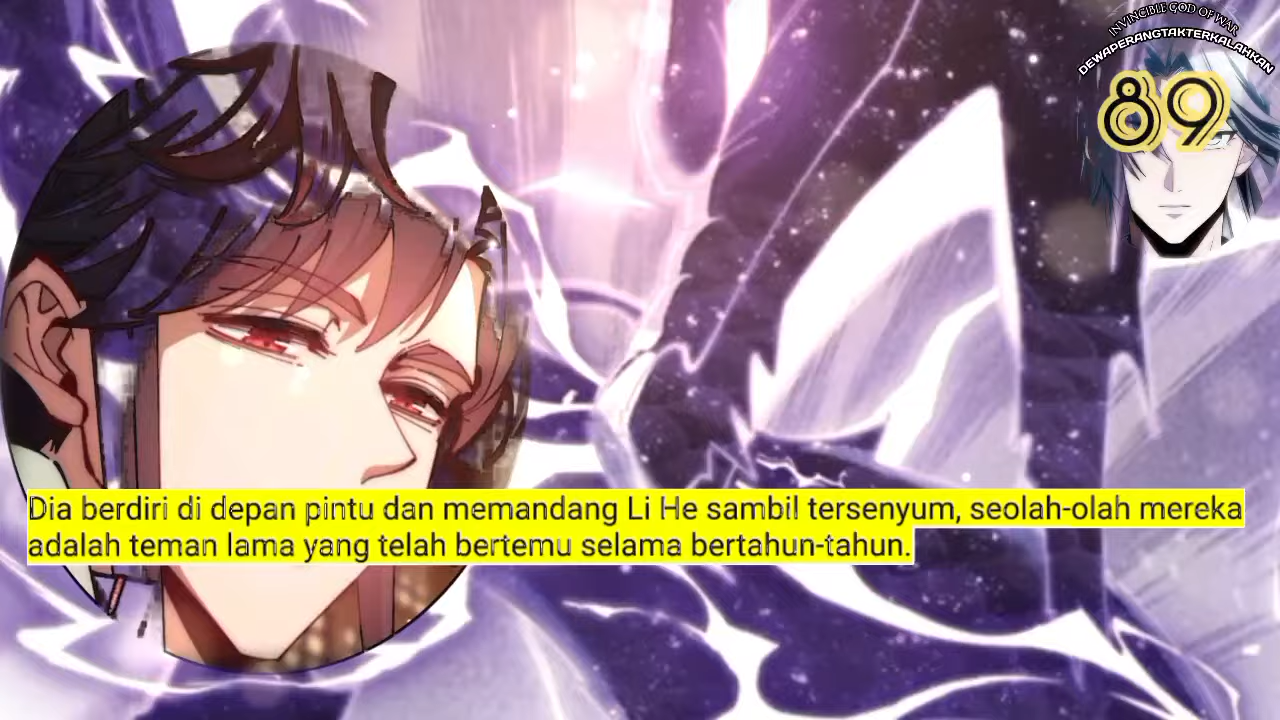 INVINCIBLE GOD OF WAR
DEWAPERANGTAKTERKALAHKAN
89
Dia berdiri di depan pintu dan memandang Li He sambil tersenyum, seolah-olah mereka
adalah teman lama yang telah bertemu selama bertahun-tahun.